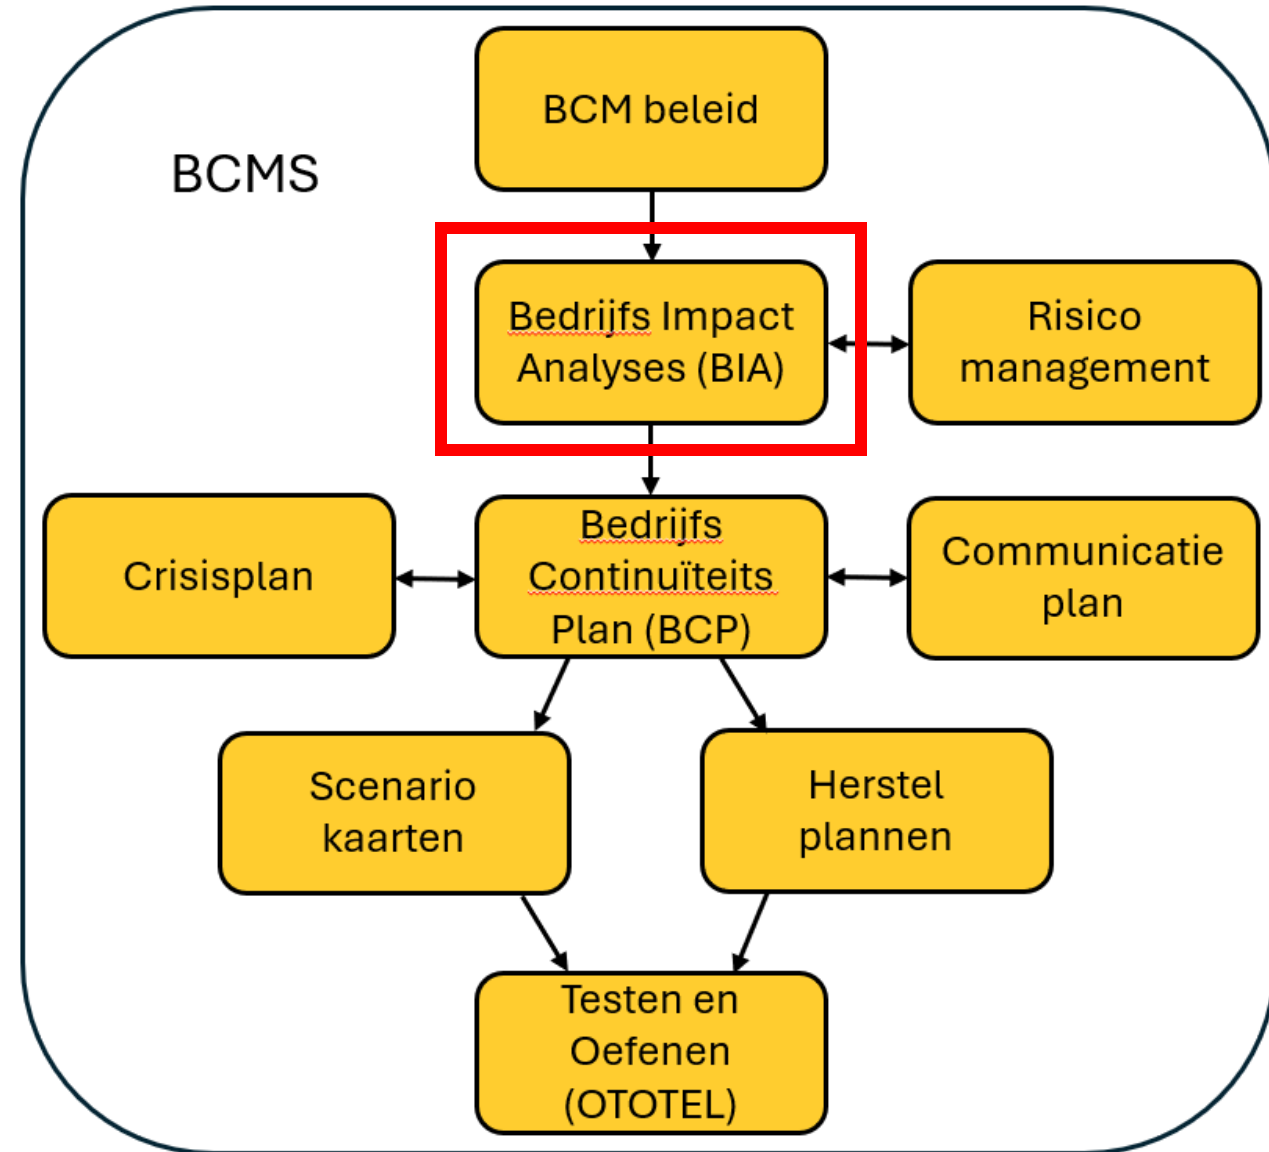 BCM beleid
BCMS
Bedrijfs Impact
Analyses (BIA)
Risico
management
Crisisplan
Bedrijfs
Continuïteits
Plan (BCP)
Communicatie
plan
Scenario
kaarten
Herstel
plannen
Testen en
Oefenen
(OTOTEL)